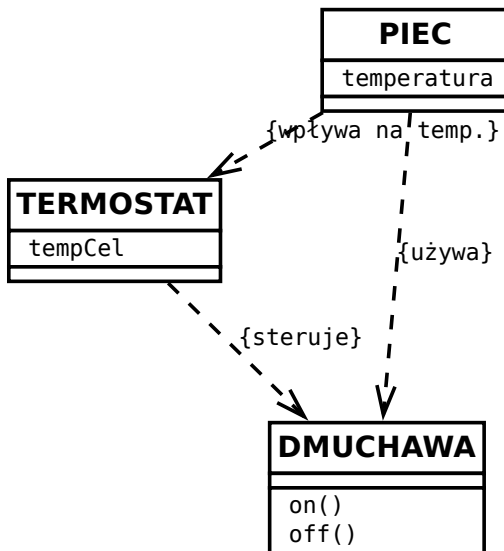 PIEC
temperatura
{wpływa na temp.}
TERMOSTAT
tempCel
{używa}
{steruje}
DMUCHAWA
on()
off()